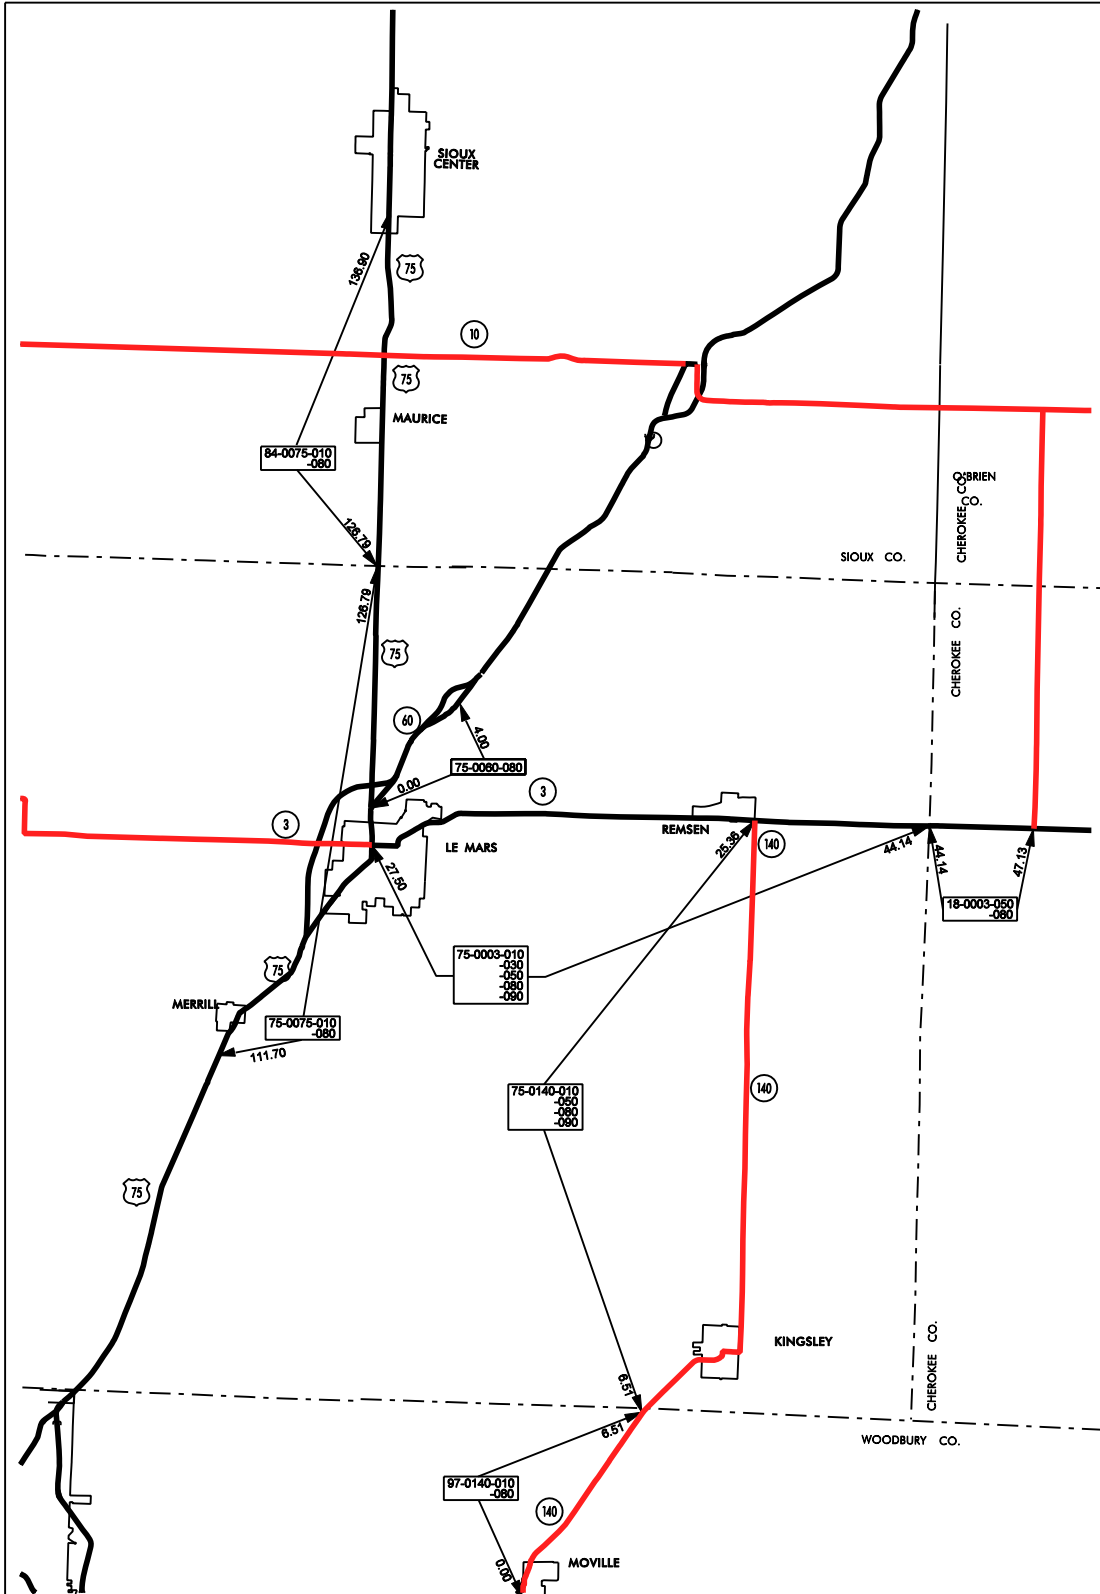 SIOUX
CENTER
136.90
75
10
75
MAURICE
84-0075-010
-080
O'BRIEN
CO.
CHEROKEE CO.
126.79
SIOUX CO.
126.79
CHEROKEE CO.
75
60
4.00
75-0060-080
0.00
3
3
REMSEN
LE MARS
25.36
140
44.14
44.14
47.13
27.50
18-0003-050
-080
75-0003-010
-030
-050
-080
-090
75
MERRILL
75-0075-010
-080
111.70
75-0140-010
-050
-080
-090
140
75
KINGSLEY
CHEROKEE CO.
6.51
6.51
WOODBURY CO.
97-0140-010
-080
140
0.00
MOVILLE